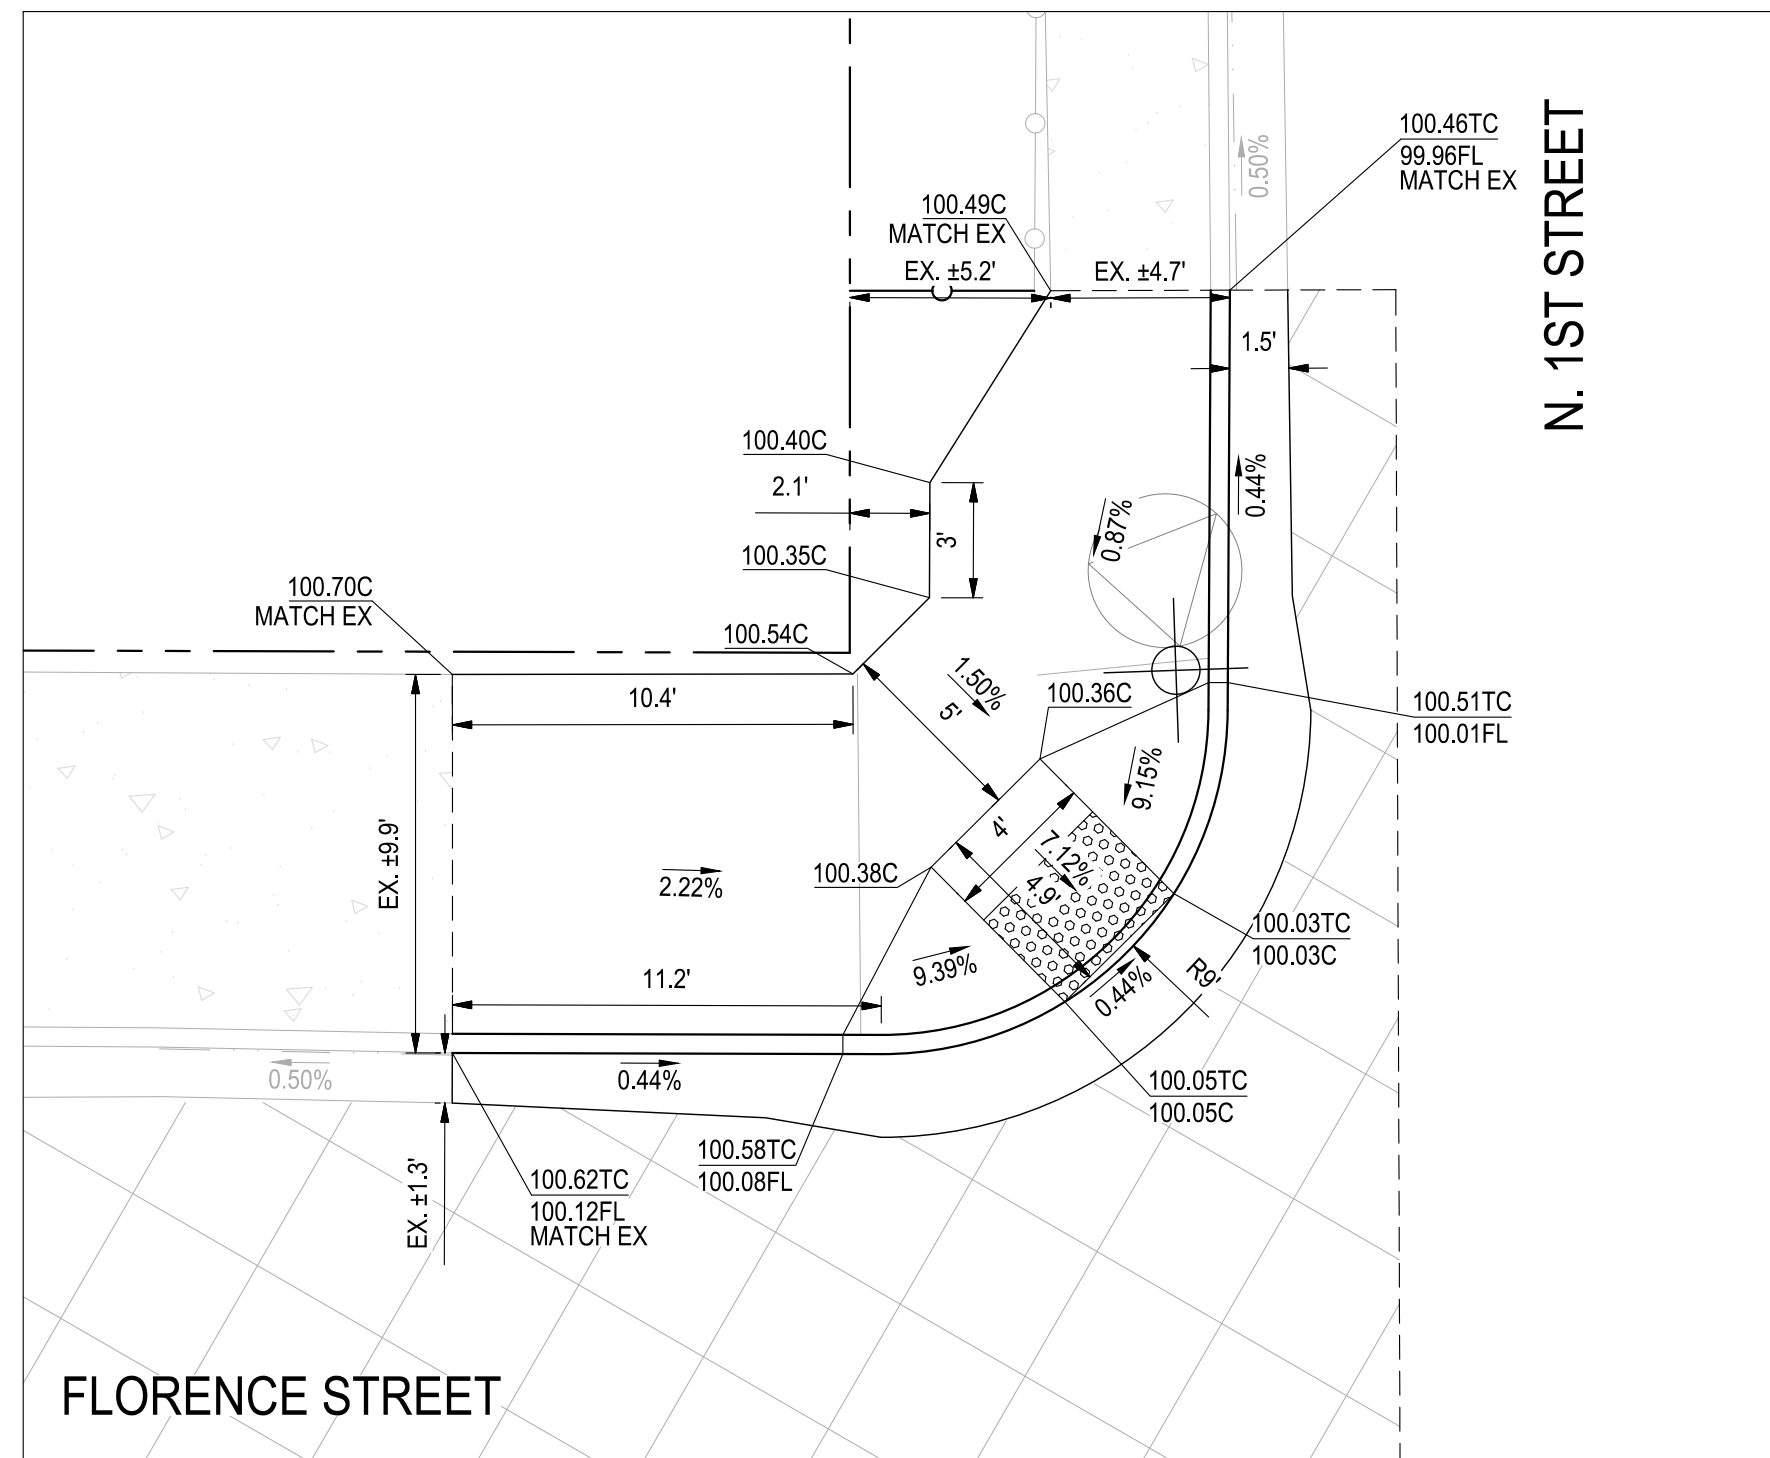 100.46TC
99.96FL
MATCH EX
N. 1ST STREET
0.50%
100.49C
MATCH EX
EX. ±5.2'
EX. ±4.7'
1.5'
100.40C
2.1'
0.44%
3'
0.87%
100.35C
100.70C
MATCH EX
100.54C
1.50%
5'
100.36C
10.4'
100.51TC
100.01FL
9.15%
EX. ±9.9'
4'
7.12%
4.9'
100.38C
2.22%
100.03TC
100.03C
9.39%
R9'
0.44%
11.2'
0.50%
0.44%
100.05TC
100.05C
100.58TC
100.08FL
EX. ±1.3'
100.62TC
100.12FL
MATCH EX
FLORENCE STREET